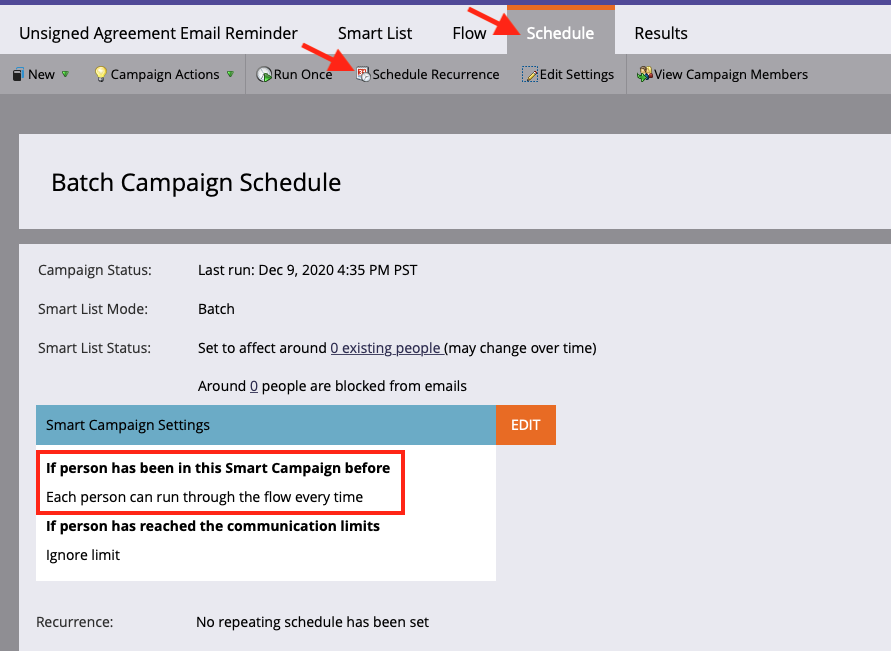 Unsigned Agreement Email Reminder Smart List Flow Schedule Results
New Campaign Actions Run Once Schedule Recurrence Edit Settings View Campaign Members
Batch Campaign Schedule
Campaign Status: Last run: Dec 9, 2020 4:35 PM PST
Smart List Mode: Batch
Smart List Status: Set to affect around 0 existing people (may change over time)
Around 0 people are blocked from emails
Smart Campaign Settings EDIT
If person has been in this Smart Campaign before
Each person can run through the flow every time
If person has reached the communication limits
Ignore limit
Recurrence: No repeating schedule has been set